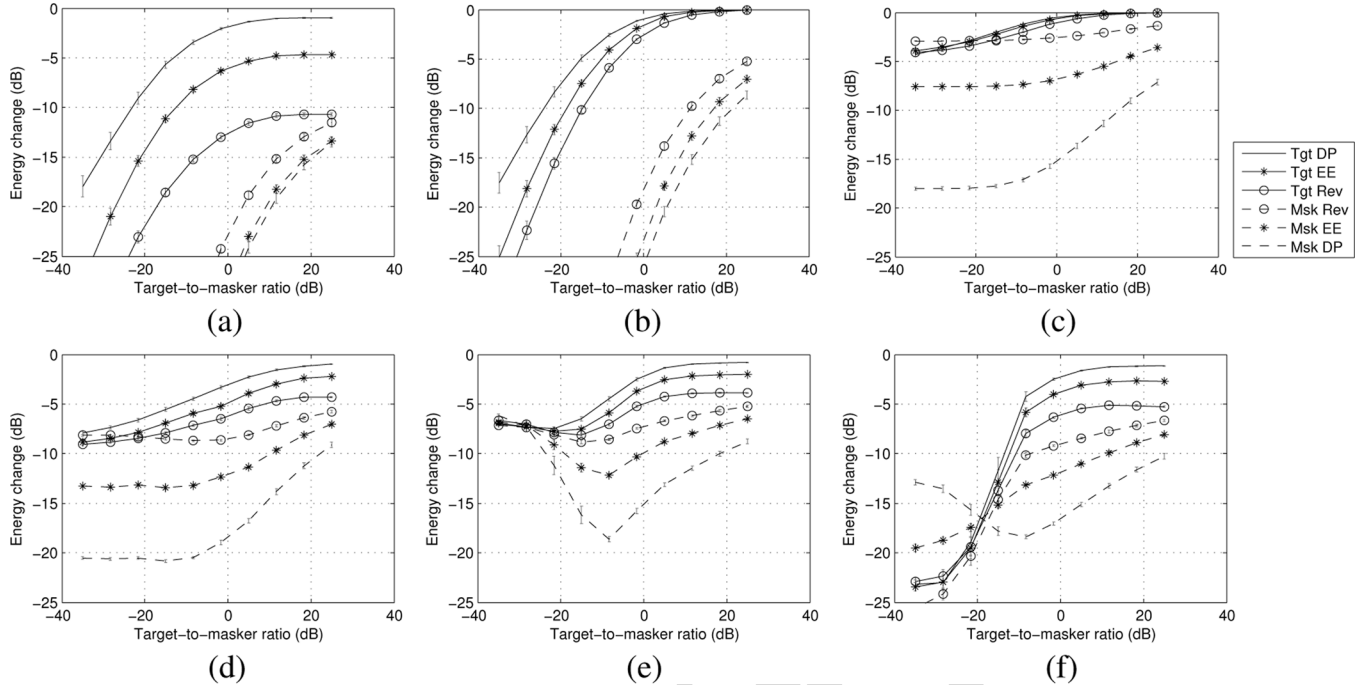 0
−5
−10
−15
−20
−25
−40 −20 0 20 40
Energy change (dB)
Target−to−masker ratio (dB)
(a)
0
−5
−10
−15
−20
−25
−40 −20 0 20 40
Energy change (dB)
Target−to−masker ratio (dB)
(b)
0
−5
−10
−15
−20
−25
−40 −20 0 20 40
Energy change (dB)
Target−to−masker ratio (dB)
(c)
Tgt DP
Tgt EE
Tgt Rev
Msk Rev
Msk EE
Msk DP
0
−5
−10
−15
−20
−25
−40 −20 0 20 40
Energy change (dB)
Target−to−masker ratio (dB)
(d)
0
−5
−10
−15
−20
−25
−40 −20 0 20 40
Energy change (dB)
Target−to−masker ratio (dB)
(e)
0
−5
−10
−15
−20
−25
−40 −20 0 20 40
Energy change (dB)
Target−to−masker ratio (dB)
(f)